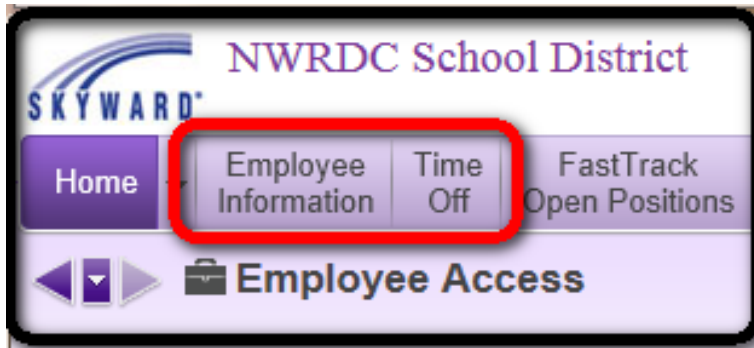 NWRDC School District
SKYWARD®
Home
Employee
Information
Time
Off
FastTrack
Open Positions
Employee Access